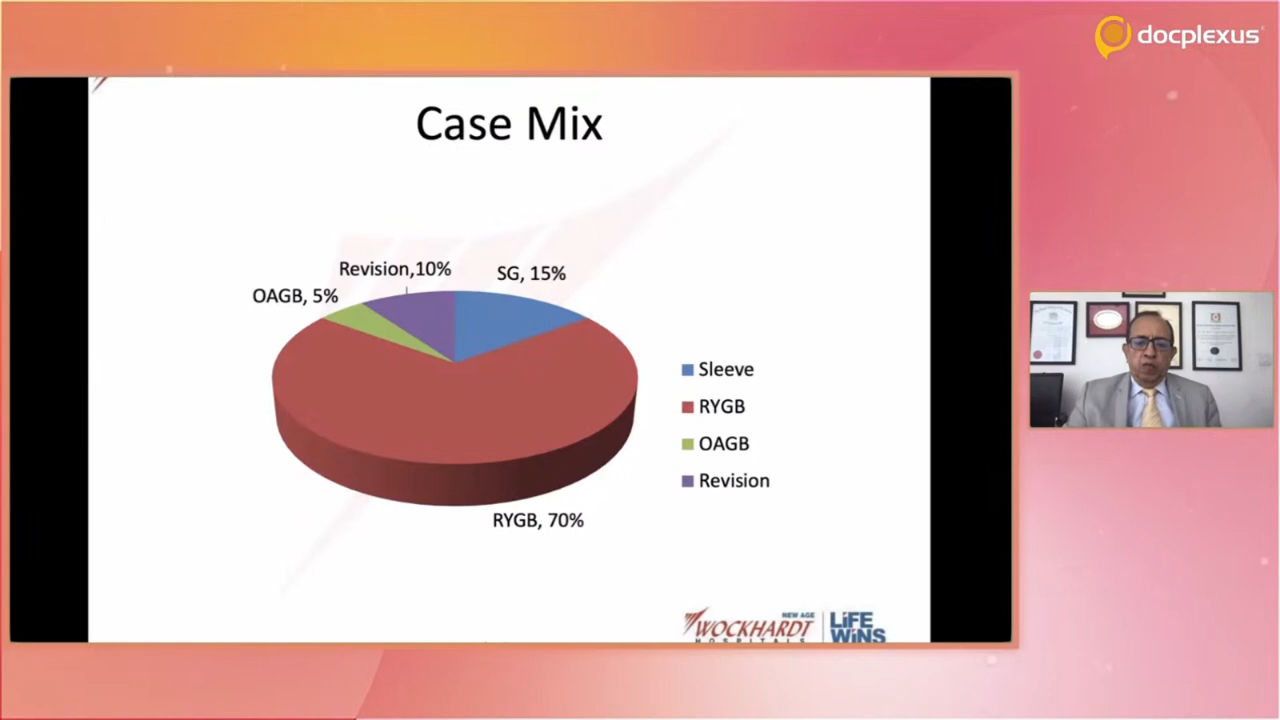 docplexus
Case Mix
Revision,10%
SG, 15%
OAGB, 5%
RYGB, 70%
Sleeve
RYGB
OAGB
Revision
NEW AGE
WOCKHARDT
HOSPITALS
LIFE
WINS